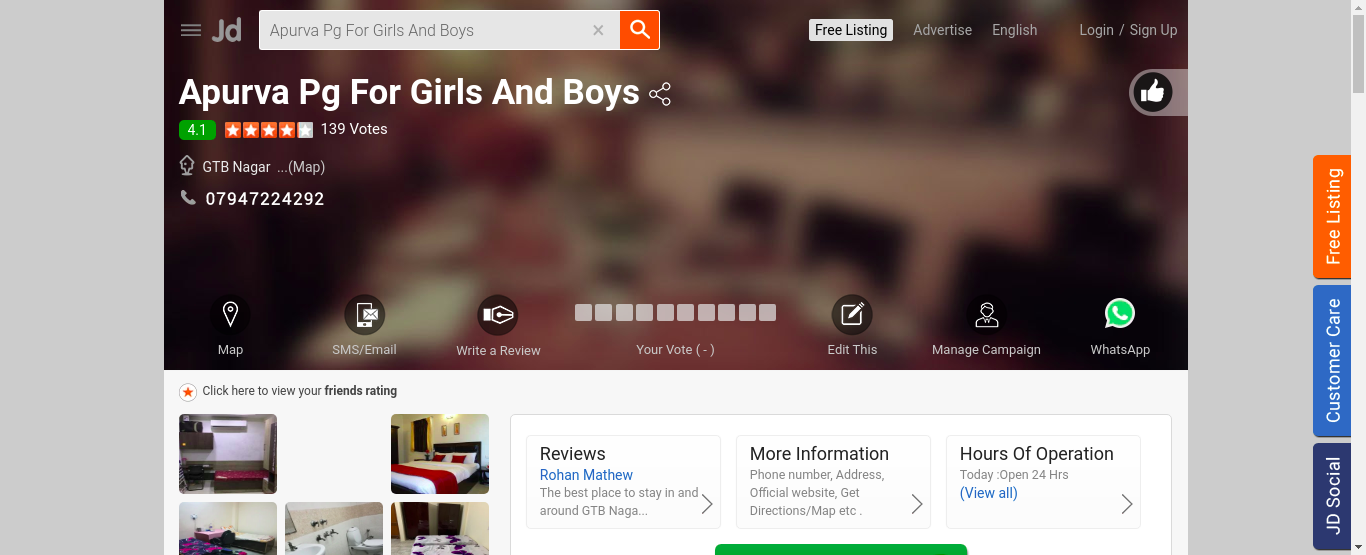 Jd
Apurva Pg For Girls And Boys ×
Free Listing Advertise English Login / Sign Up
Apurva Pg For Girls And Boys
4.1 139 Votes
GTB Nagar ...(Map)
07947224292
Map SMS/Email Write a Review Your Vote ( - ) Edit This Manage Campaign WhatsApp
Click here to view your friends rating
Reviews
Rohan Mathew
The best place to stay in and
around GTB Naga...
More Information
Phone number, Address,
Official website, Get
Directions/Map etc .
Hours Of Operation
Today :Open 24 Hrs
(View all)
Free Listing
Customer Care
JD Social